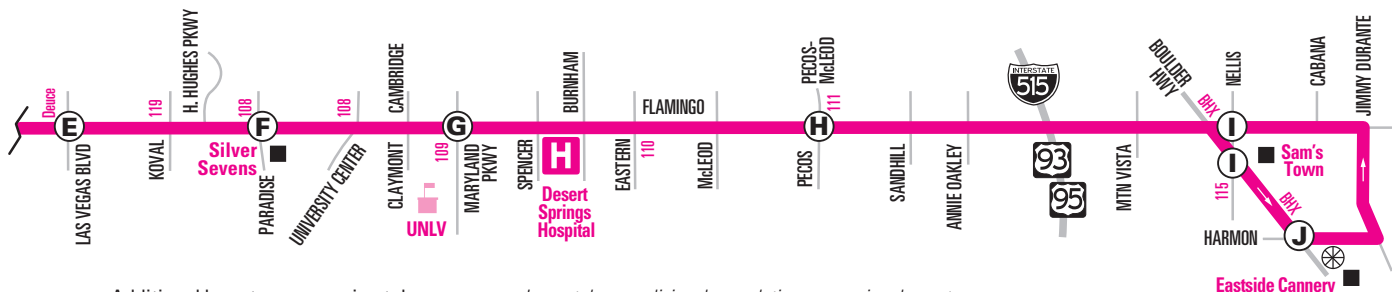 Deuce
E
LAS VEGAS BLVD
119
KOVAL
H. HUGHES PKWY
108
F
Silver
Sevens
PARADISE
108
UNIVERSITY CENTER
CAMBRIDGE
CLAYMONT
UNLV
G
109
MARYLAND
PKWY
SPENCER
H
Desert
Springs
Hospital
BURNHAM
EASTERN
110
FLAMINGO
McLEOD
PECOS-
McLEOD
111
H
PECOS
SANDHILL
ANNIE OAKLEY
INTERSTATE
515
93
95
MTN VISTA
BOULDER
HWY
BHX
NELLIS
I
I
115
Sam's
Town
CABANA
JIMMY DURANTE
BHX
HARMON
J
Eastside Cannery